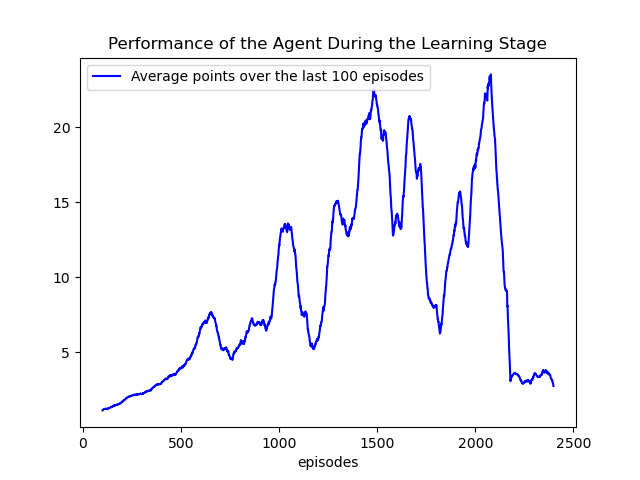 Performance of the Agent During the Learning Stage
Average points over the last 100 episodes
20
15
10
5
0 500 1000 1500 2000 2500
episodes